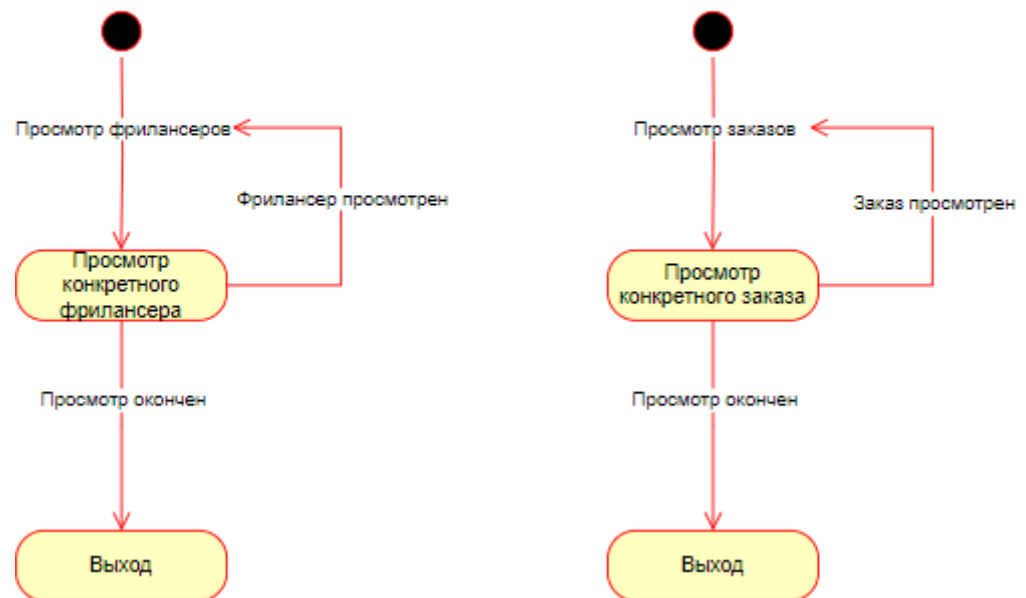 Просмотр фрилансеров
Фрилансер просмотрен
Просмотр
конкретного
фрилансера
Просмотр окончен
Выход
Просмотр заказов
Заказ просмотрен
Просмотр
конкретного заказа
Просмотр окончен
Выход